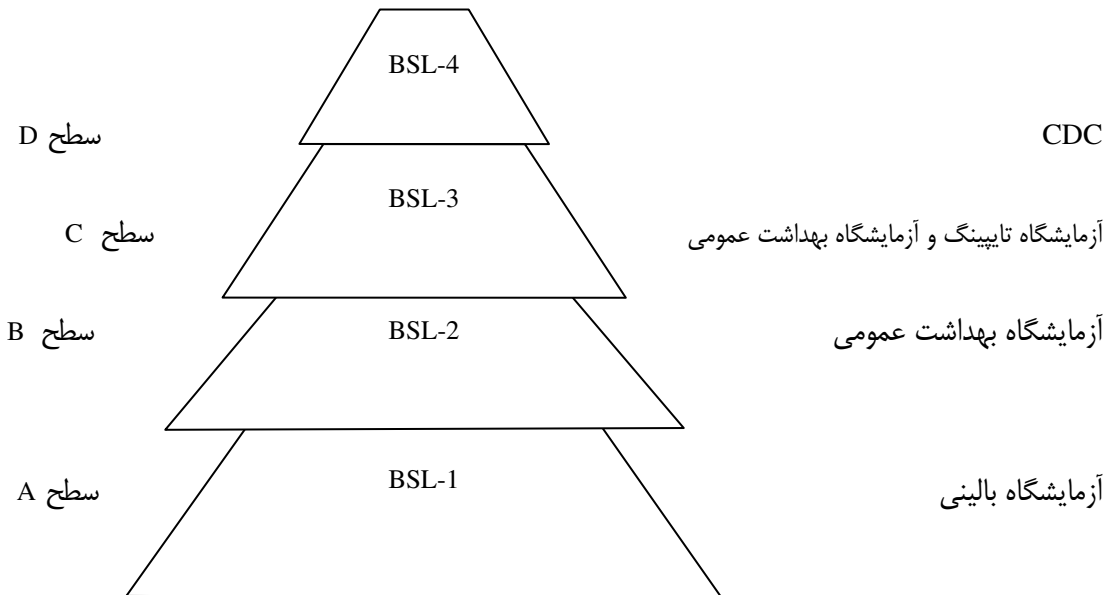 BSL-4
سطح D
CDC
BSL-3
سطح C
آزمایشگاه تایپینگ و آزمایشگاه بهداشت عمومی
BSL-2
سطح B
آزمایشگاه بهداشت عمومی
BSL-1
سطح A
آزمایشگاه بالینی